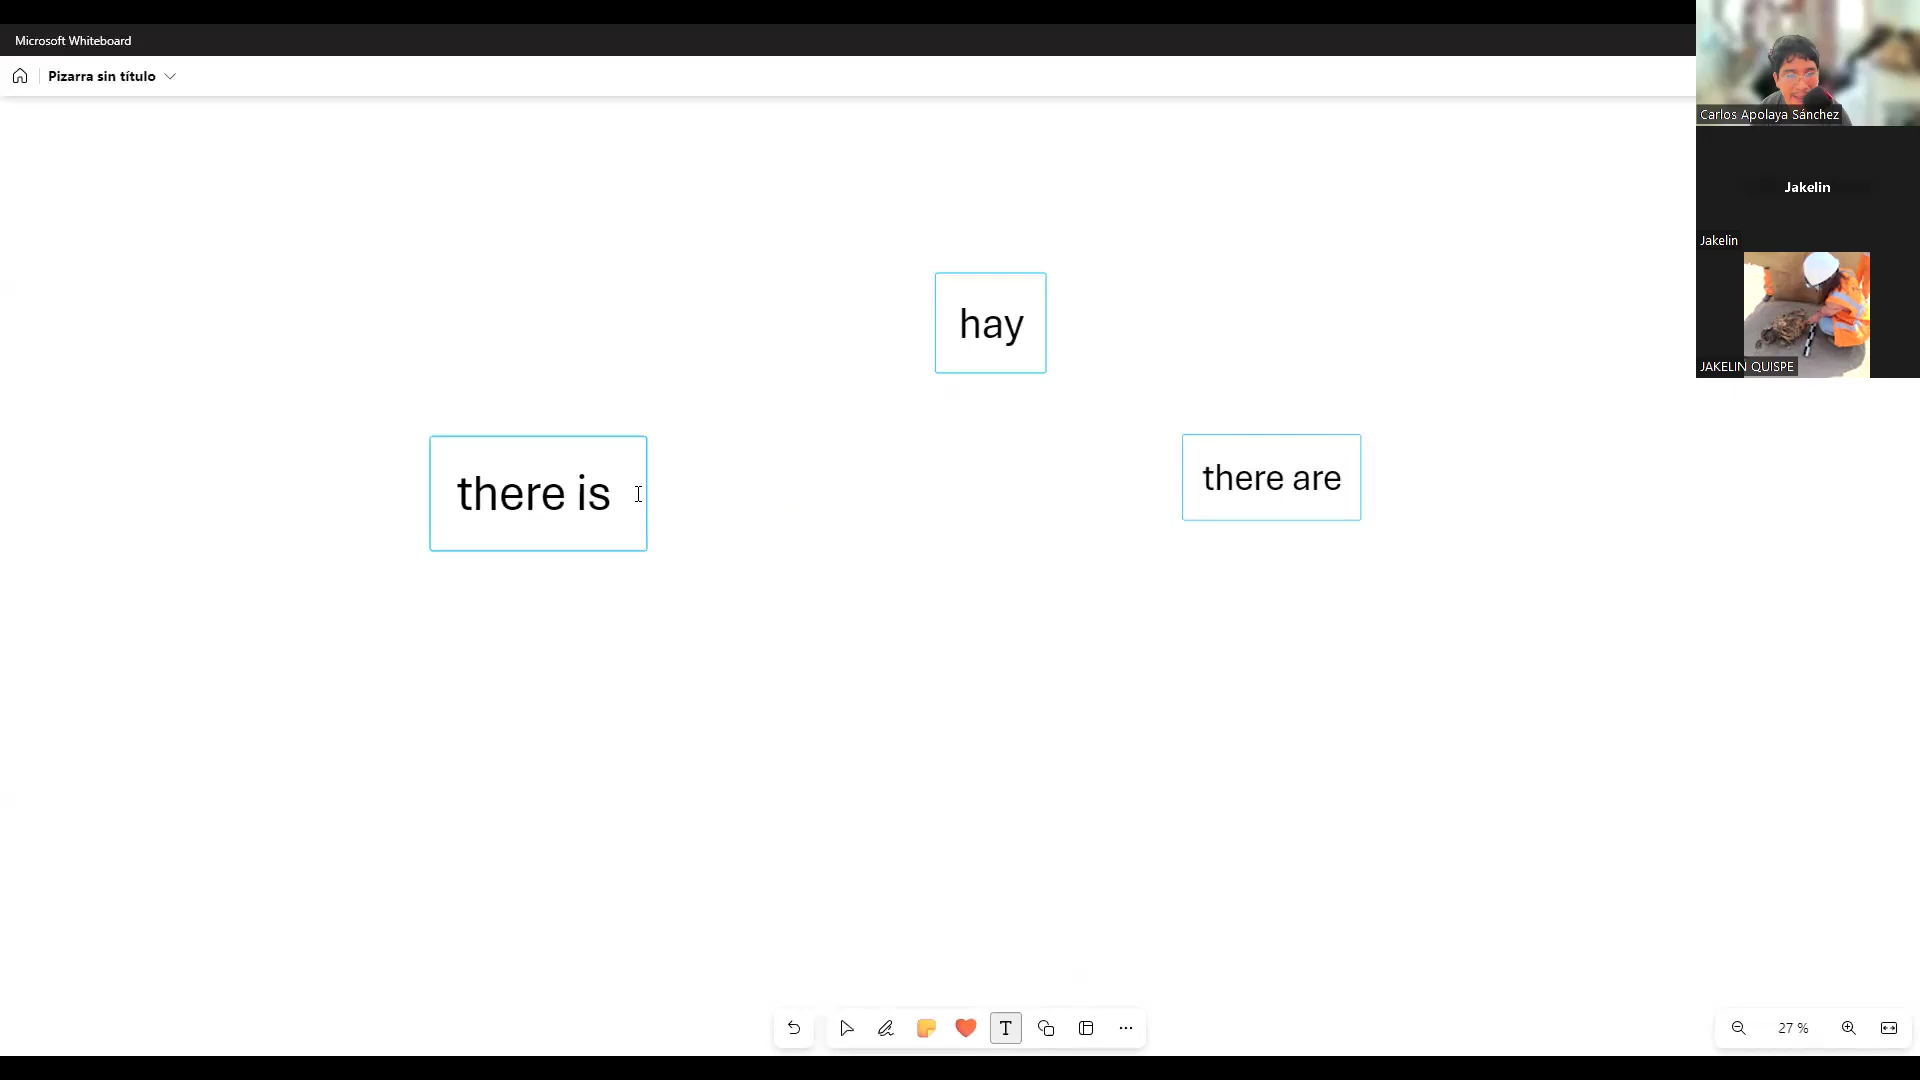 Microsoft Whiteboard
Pizarra sin título
Carlos Apolaya Sánchez
Jakelin
Jakelin
JAKELIN QUISPE
hay
there is
there are
T
27 %